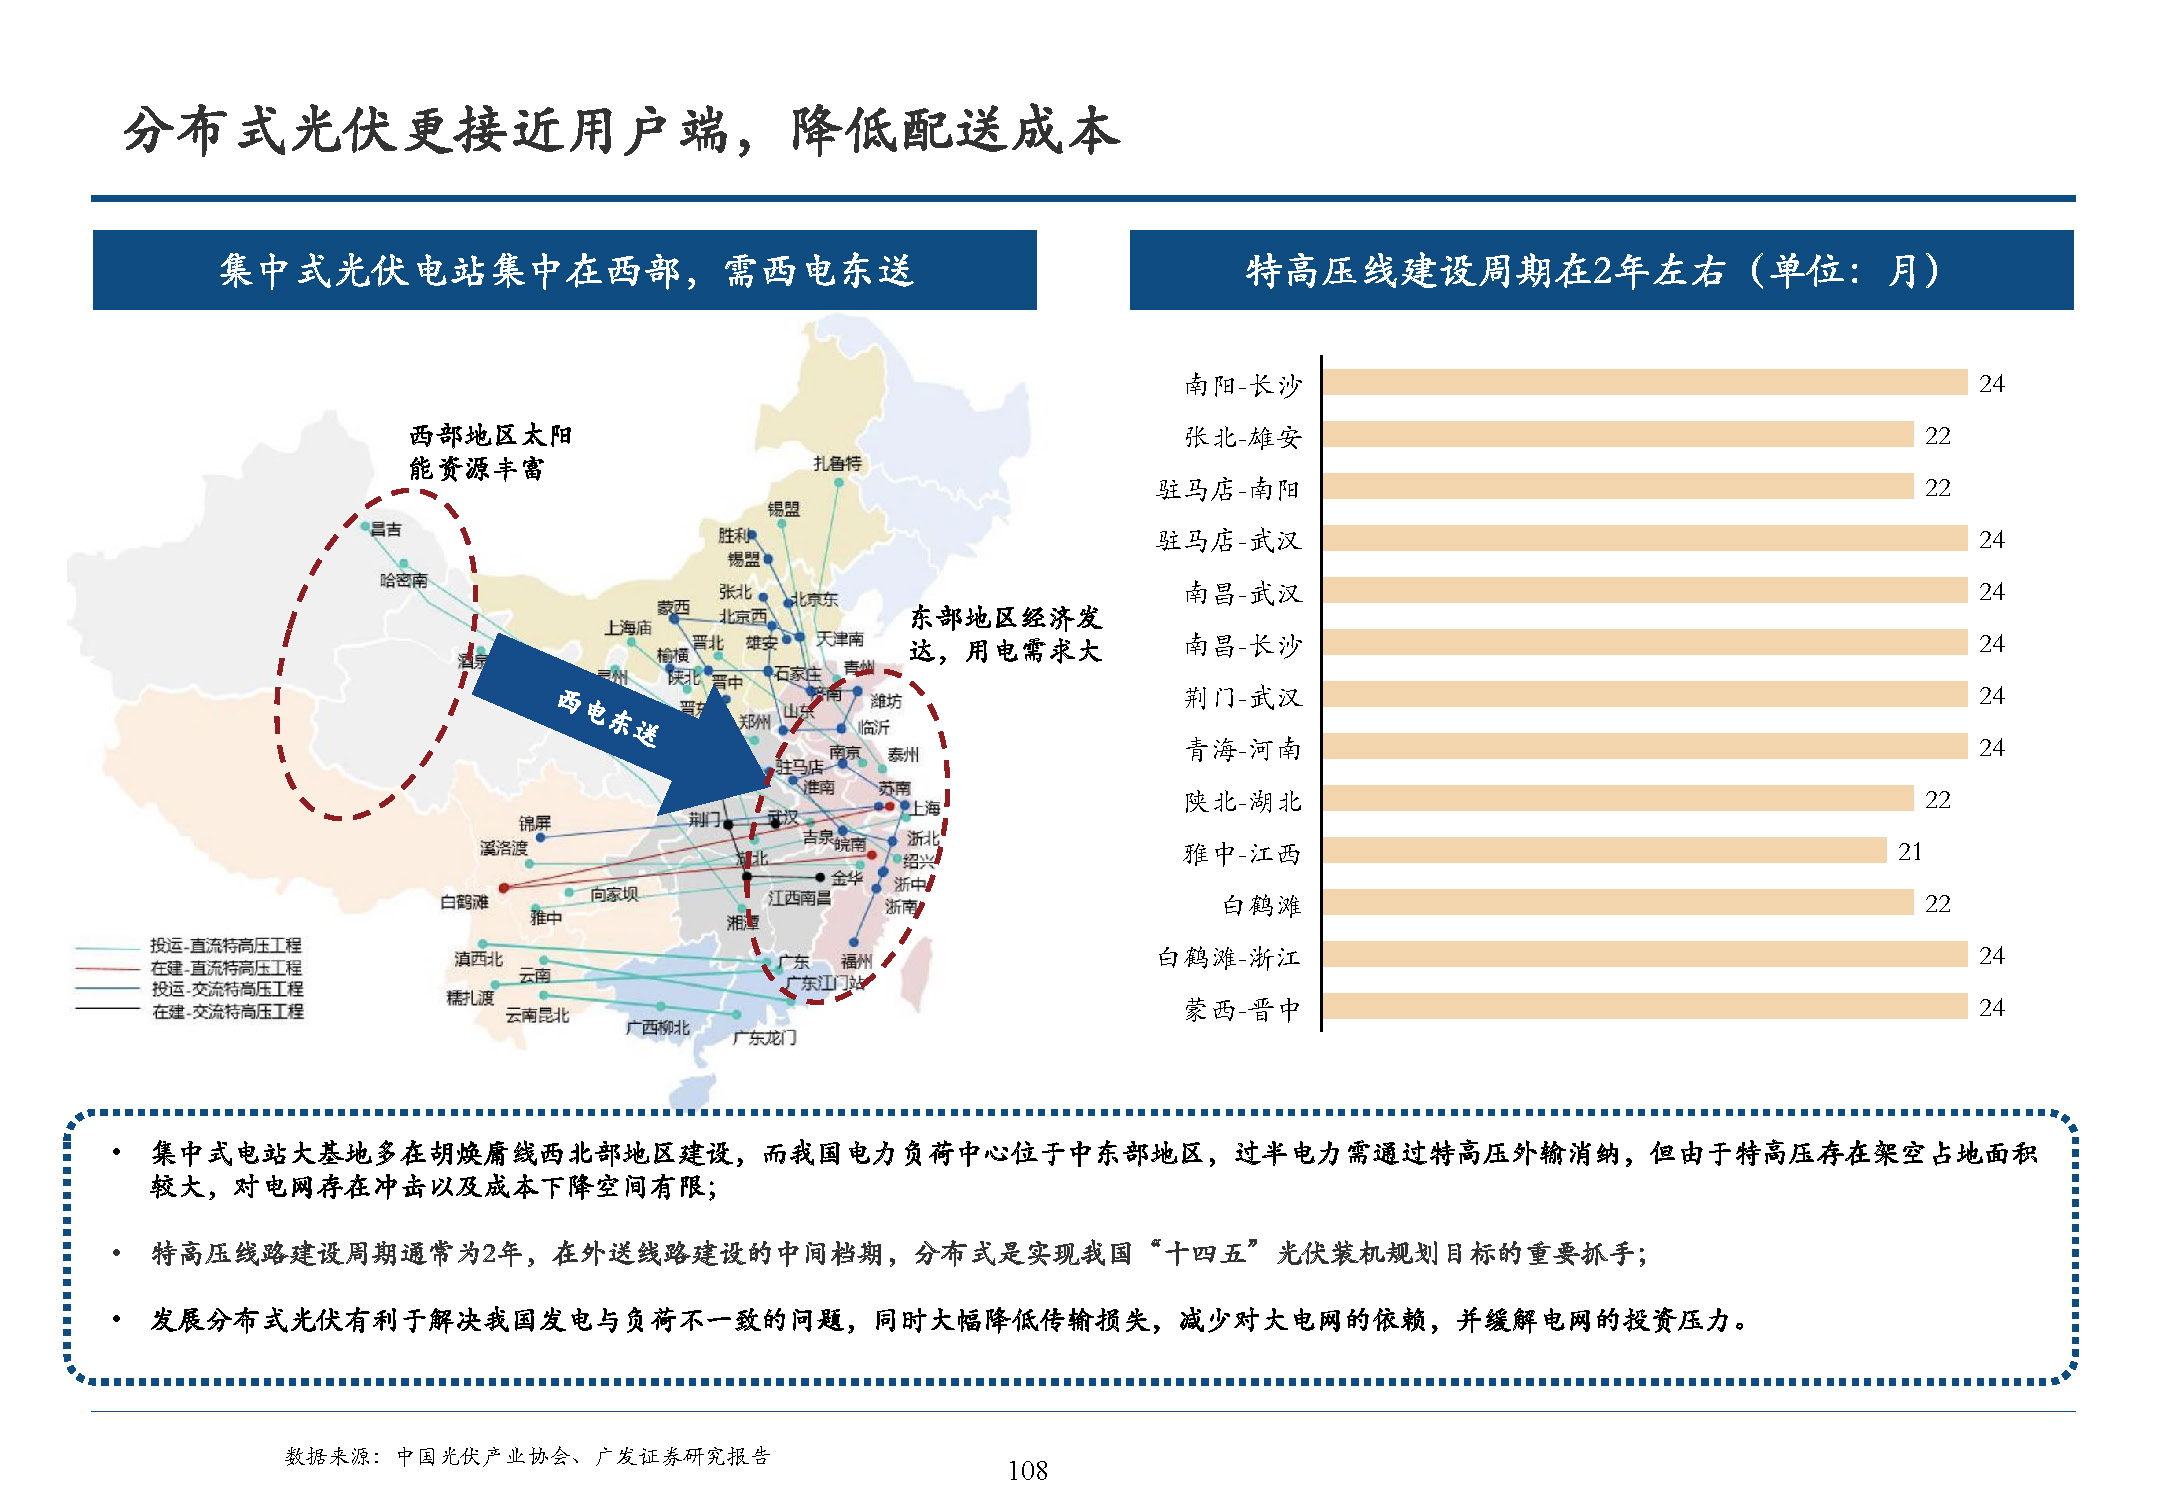 分布式光伏更接近用户端，降低配送成本
集中式光伏电站集中在西部，需西电东送
西部地区太阳
能资源丰富
东部地区经济发
达，用电需求大
西电东送
扎鲁特
锡盟
胜利
锡盟
昌吉
哈密南
张北
北京东
蒙西
北京西
上海庙
晋北
雄安
天津南
榆横
陕北
晋中
石家庄
青州
济南
潍坊
山东
郑州
临沂
南京
泰州
驻马店
淮南
苏南
上海
荆门
武汉
锦屏
吉泉
皖南
浙北
溪洛渡
湖北
绍兴
金华
浙中
白鹤滩
向家坝
江西南昌
浙南
雅中
湘潭
滇西北
广东
福州
云南
广东江门站
糯扎渡
云南昆北
广西柳北
广东龙门
投运-直流特高压工程
在建-直流特高压工程
投运-交流特高压工程
在建-交流特高压工程
特高压线建设周期在2年左右（单位：月）
南阳-长沙 24
张北-雄安 22
驻马店-南阳 22
驻马店-武汉 24
南昌-武汉 24
南昌-长沙 24
荆门-武汉 24
青海-河南 24
陕北-湖北 22
雅中-江西 21
白鹤滩 22
白鹤滩-浙江 24
蒙西-晋中 24
• 集中式电站大基地多在胡焕庸线西北部地区建设，而我国电力负荷中心位于中东部地区，过半电力需通过特高压外输消纳，但由于特高压存在架空占地面积
较大，对电网存在冲击以及成本下降空间有限；
• 特高压线路建设周期通常为2年，在外送线路建设的中间档期，分布式是实现我国“十四五”光伏装机规划目标的重要抓手；
• 发展分布式光伏有利于解决我国发电与负荷不一致的问题，同时大幅降低传输损失，减少对大电网的依赖，并缓解电网的投资压力。
数据来源：中国光伏产业协会、广发证券研究报告
108